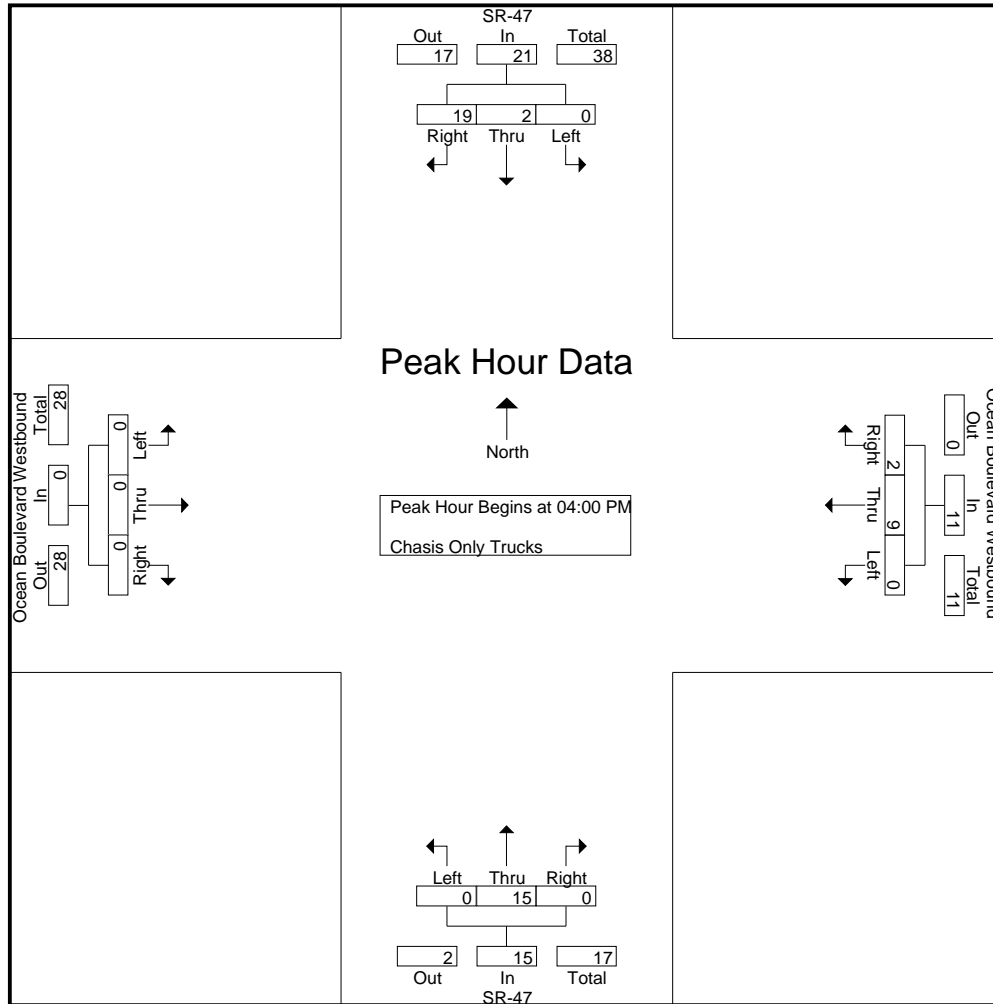 SR-47
Out In Total
17 21 38
19 2 0
Right Thru Left
Peak Hour Data
North
Peak Hour Begins at 04:00 PM
Chasis Only Trucks
Ocean Boulevard Westbound
Total In Out
28 0 28
0 0 0
Left Thru Right
Ocean Boulevard Westbound
Out In Total
0 11 11
2 9 0
Right Thru Left
Left Thru Right
0 15 0
2 15 17
Out In Total
SR-47